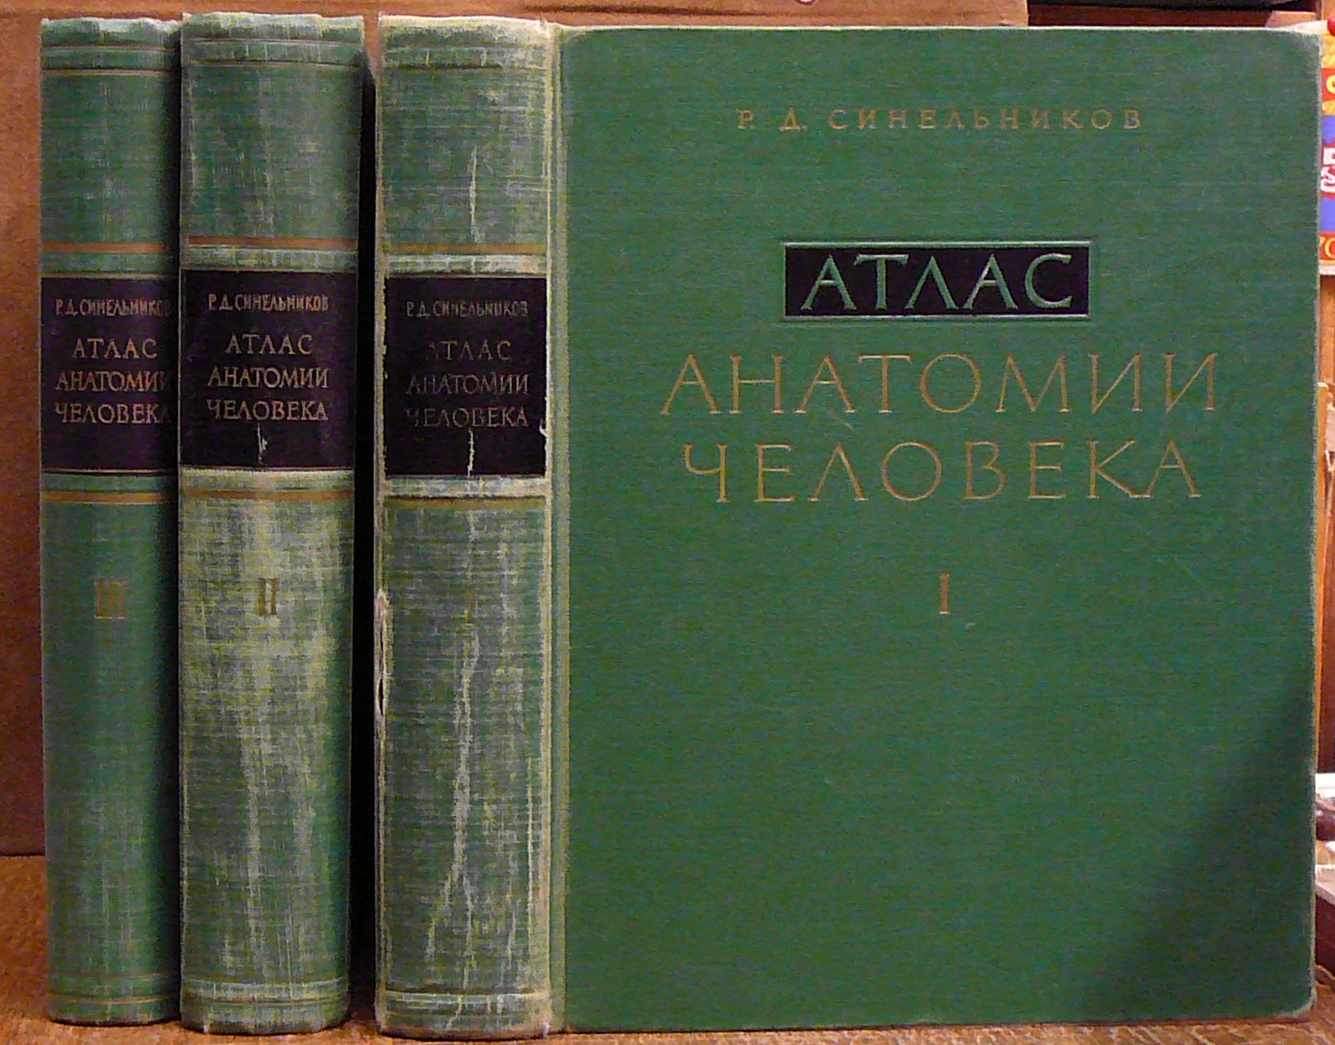 Р. Д. СИНЕЛЬНИКОВ
АТЛАС
АНАТОМИИ
ЧЕЛОВЕКА
III
Р. Д. СИНЕЛЬНИКОВ
АТЛАС
АНАТОМИИ
ЧЕЛОВЕКА
II
Р. Д. СИНЕЛЬНИКОВ
АТЛАС
АНАТОМИИ
ЧЕЛОВЕКА
Р. Д. СИНЕЛЬНИКОВ
АТЛАС
АНАТОМИИ
ЧЕЛОВЕКА
I